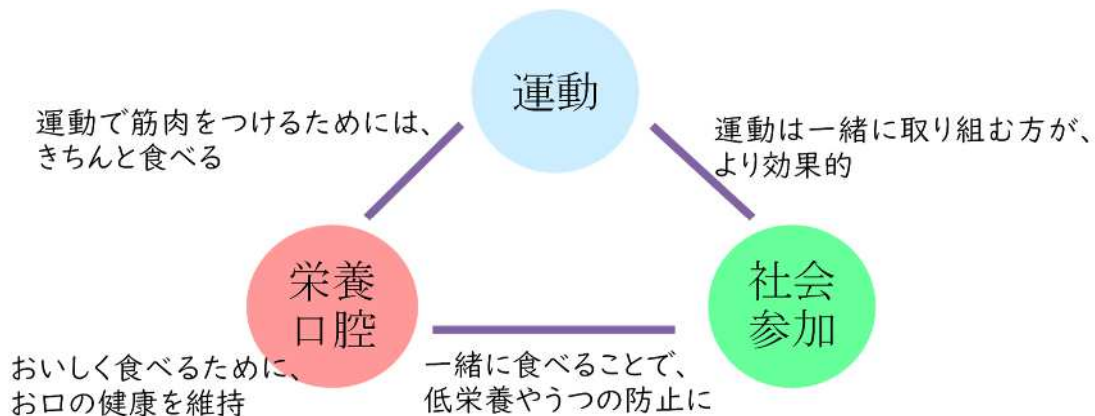 運動
運動で筋肉をつけるためには、
きちんと食べる
運動は一緒に取り組む方が、
より効果的
栄養
口腔
社会
参加
おいしく食べるために、
お口の健康を維持
一緒に食べることで、
低栄養やうつの防止に